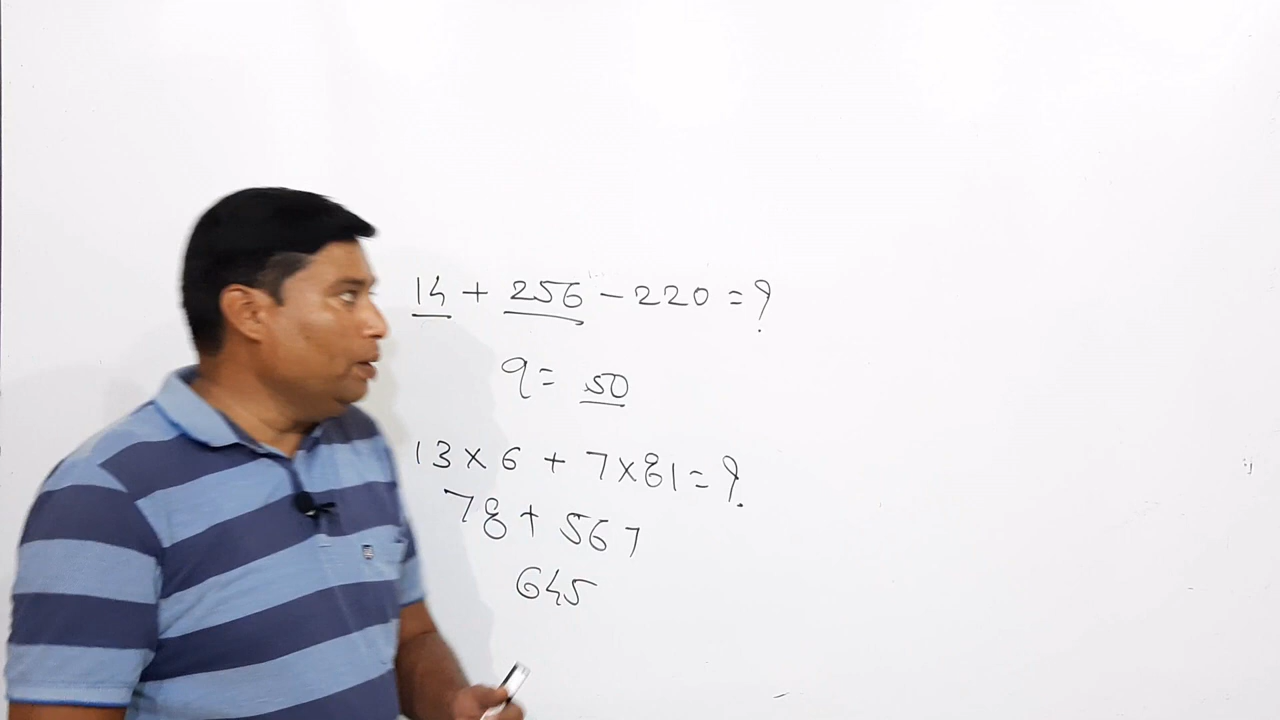 14 + 256 - 220 = ?
? = 50
13 × 6 + 7 × 81 = ?
78 + 567
645